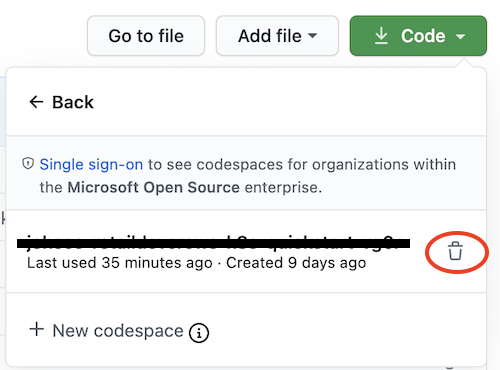 Go to file
Add file
Code
Back
Single sign-on to see codespaces for organizations within
the Microsoft Open Source enterprise.
Last used 35 minutes ago · Created 9 days ago
New codespace